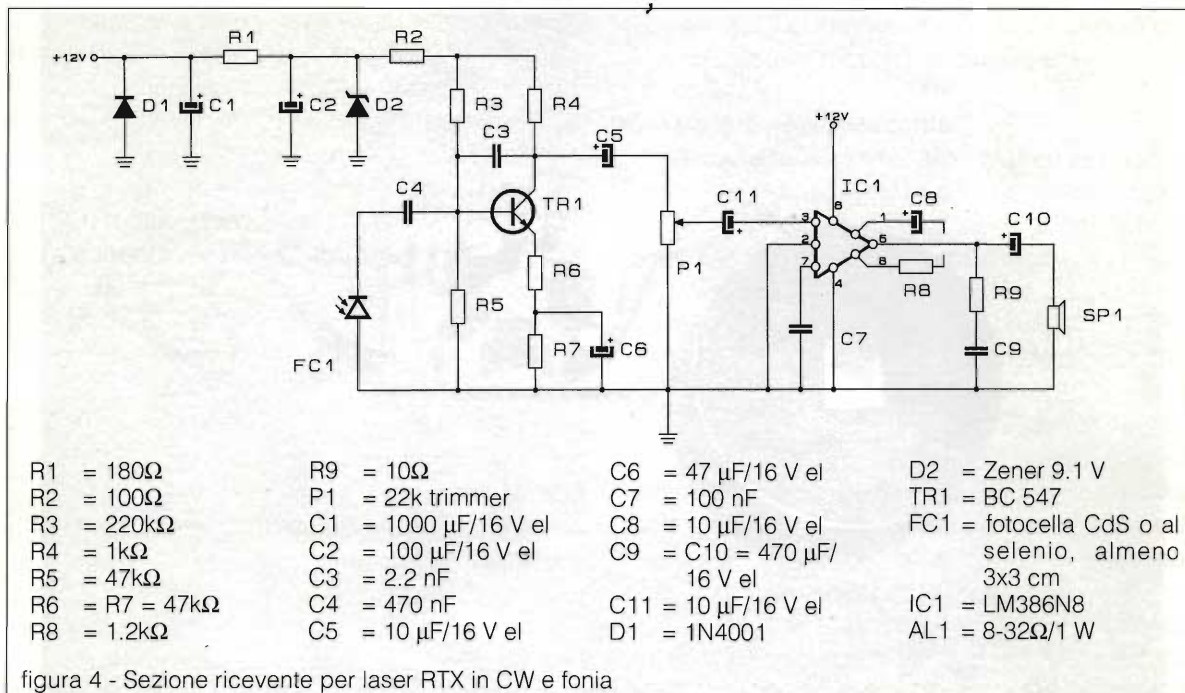 +12V
R1
R2
D1
C1
C2
D2
R3
R4
C3
C5
+12V
C4
TR1
C11
IC1
C8
C10
3
6
1
2
5
7
8
4
P1
R6
R8
R9
SP1
R5
FC1
R7
C6
C7
C9
R1 = 180Ω
R2 = 100Ω
R3 = 220kΩ
R4 = 1kΩ
R5 = 47kΩ
R6 = R7 = 47kΩ
R8 = 1.2kΩ
R9 = 10Ω
P1 = 22k trimmer
C1 = 1000 µF/16 V el
C2 = 100 µF/16 V el
C3 = 2.2 nF
C4 = 470 nF
C5 = 10 µF/16 V el
C6 = 47 µF/16 V el
C7 = 100 nF
C8 = 10 µF/16 V el
C9 = C10 = 470 µF/
16 V el
C11 = 10 µF/16 V el
D1 = 1N4001
D2 = Zener 9.1 V
TR1 = BC 547
FC1 = fotocella CdS o al
selenio, almeno
3x3 cm
IC1 = LM386N8
AL1 = 8-32Ω/1 W
figura 4 - Sezione ricevente per laser RTX in CW e fonia